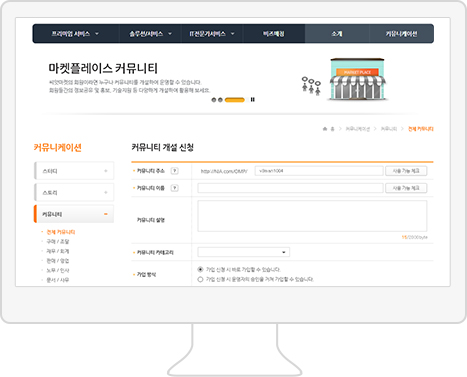 프리미엄 서비스 솔루션/서비스 IT전문가서비스 비즈매칭 소개 커뮤니케이션
마켓플레이스 커뮤니티
씨앗마켓의 회원이라면 누구나 커뮤니티를 개설하여 운영할 수 있습니다.
회원들간의 정보공유 및 홍보, 기술지원 등 다양하게 개설하여 활용해 보세요.
MARKET PLACE
홈 > 커뮤니케이션 > 커뮤니티 > 전체 커뮤니티
커뮤니케이션
스터디 +
스토리 +
커뮤니티 −
전체 커뮤니티
구매 / 조달
재무 / 회계
판매 / 영업
노무 / 인사
문서 / 사무
커뮤니티 개설 신청
커뮤니티 주소 ? 사용 가능 체크
커뮤니티 이름 ? 사용 가능 체크
커뮤니티 설명
커뮤니티 카테고리
가입 방식
가입 신청 시 바로 가입할 수 있습니다.
가입 신청 시 운영자의 승인을 거쳐 가입할 수 있습니다.